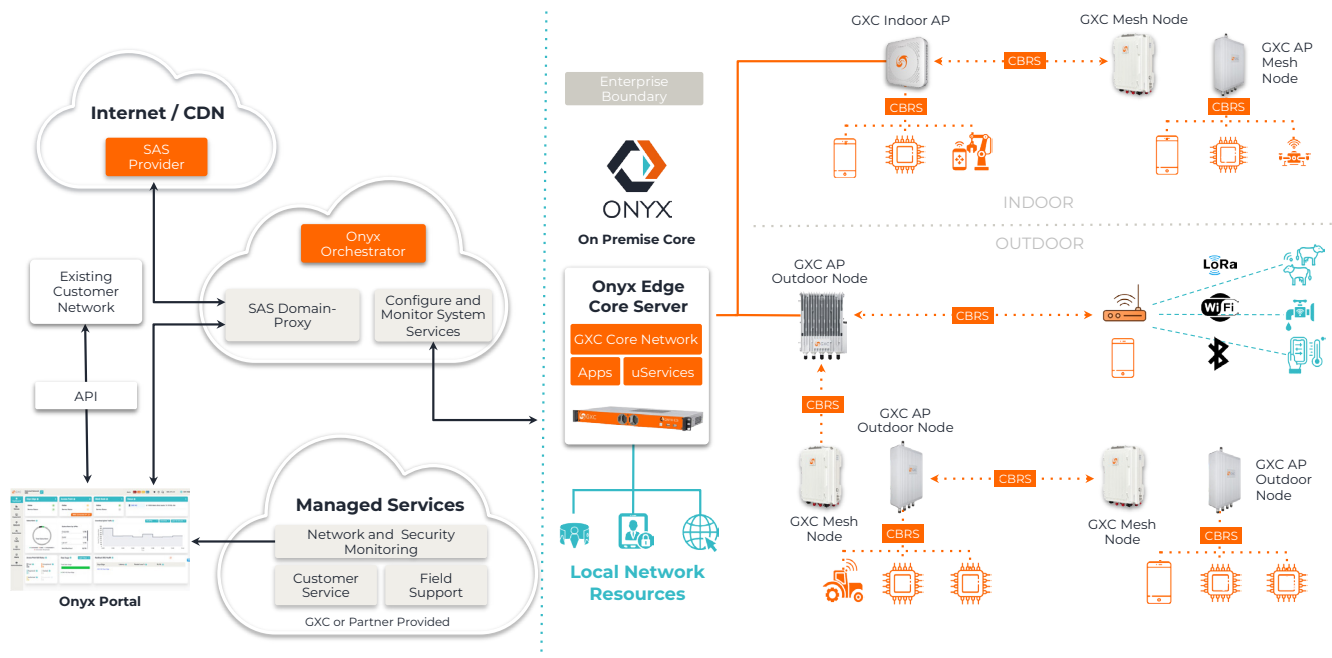 Internet / CDN
SAS
Provider
Onyx
Orchestrator
Existing
Customer
Network
SAS Domain-
Proxy
Configure and
Monitor System
Services
API
Onyx Portal
Managed Services
Network and Security
Monitoring
Customer
Service
Field
Support
GXC or Partner Provided
Enterprise
Boundary
ONYX
On Premise Core
Onyx Edge
Core Server
GXC Core Network
Apps
uServices
GXC
Local Network
Resources
GXC Indoor AP
CBRS
GXC Mesh Node
GXC AP
Mesh
Node
CBRS
CBRS
INDOOR
OUTDOOR
GXC AP
Outdoor Node
CBRS
LoRa
WiFi
CBRS
GXC AP
Outdoor Node
GXC Mesh
Node
CBRS
CBRS
GXC Mesh
Node
GXC AP
Outdoor
Node
CBRS